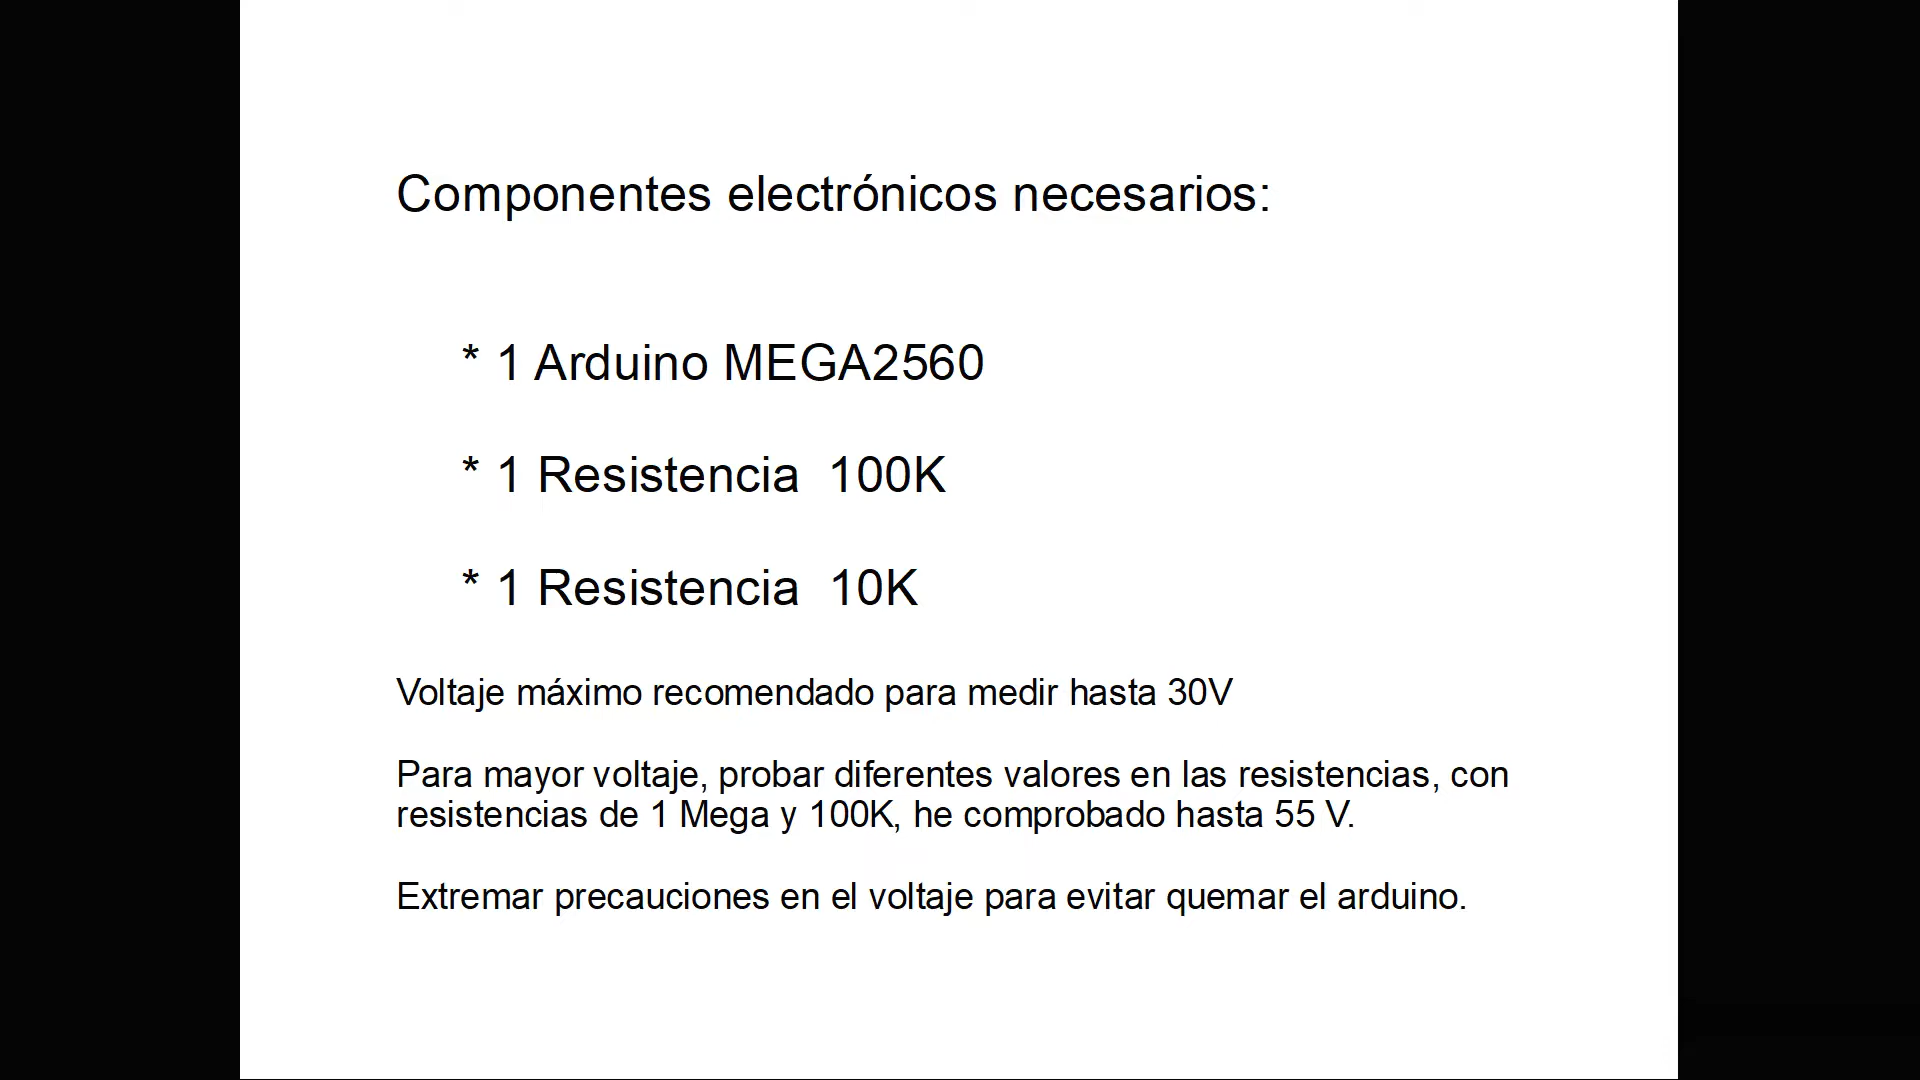 Componentes electrónicos necesarios:
* 1 Arduino MEGA2560
* 1 Resistencia  100K
* 1 Resistencia  10K
Voltaje máximo recomendado para medir hasta 30V
Para mayor voltaje, probar diferentes valores en las resistencias, con
resistencias de 1 Mega y 100K, he comprobado hasta 55 V.
Extremar precauciones en el voltaje para evitar quemar el arduino.